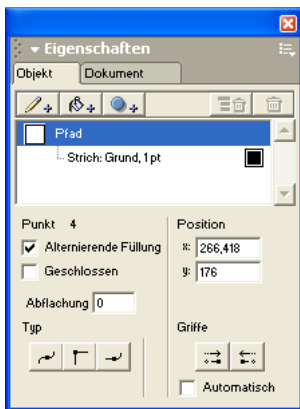 Eigenschaften
Objekt Dokument
Pfad
Strich: Grund, 1 pt
Punkt 4
Position
Alternierende Füllung
x: 266,418
Geschlossen
y: 176
Abflachung 0
Typ
Griffe
Automatisch